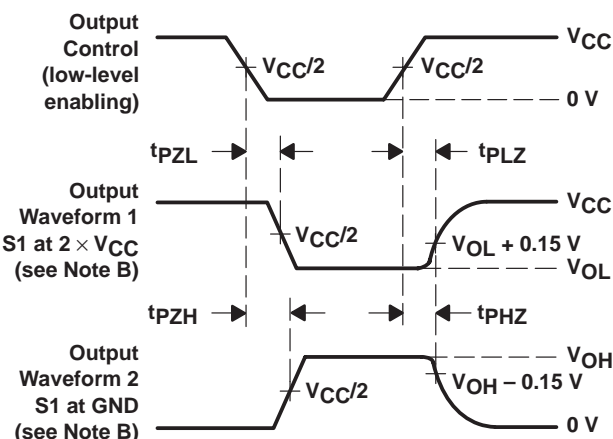 Output
Control
(low-level
enabling)
VCC/2
VCC/2
VCC
0 V
tPZL
tPLZ
Output
Waveform 1
S1 at 2 × VCC
(see Note B)
VCC/2
VCC
VOL + 0.15 V
VOL
tPZH
tPHZ
Output
Waveform 2
S1 at GND
(see Note B)
VCC/2
VOH
VOH − 0.15 V
0 V